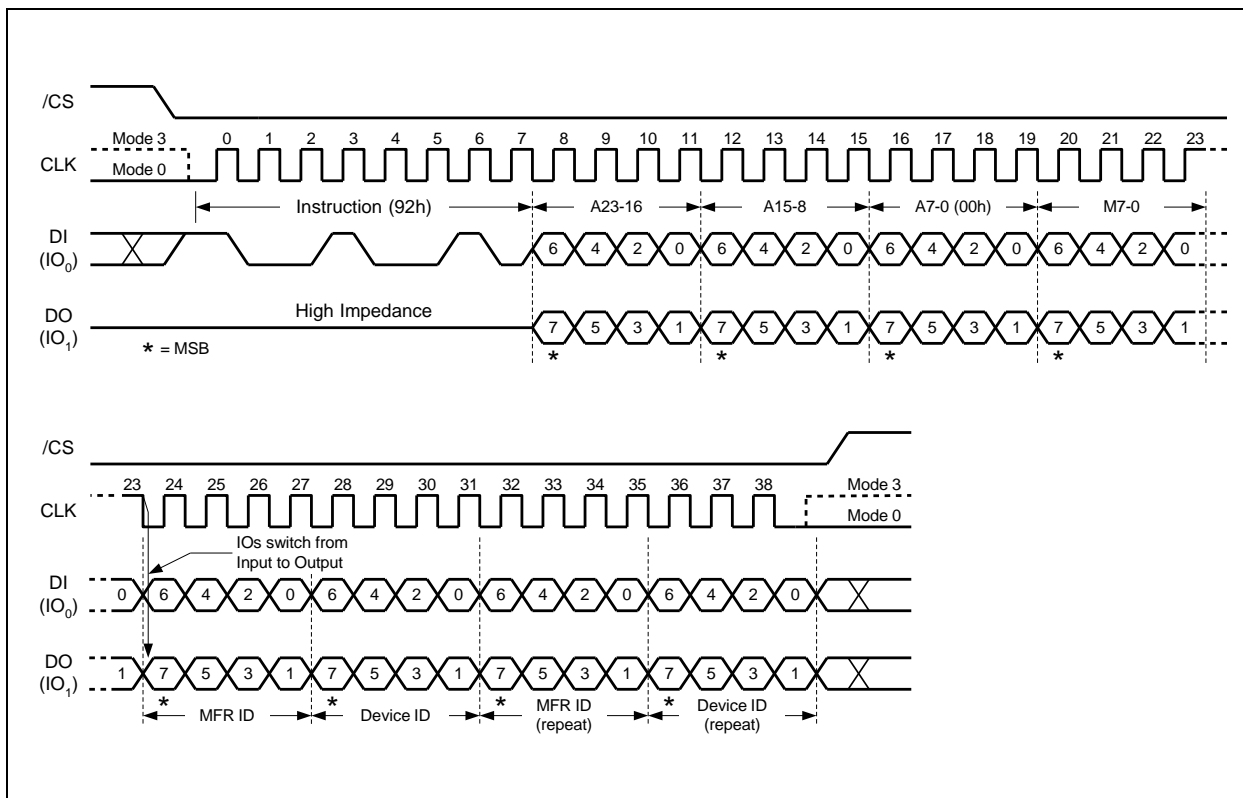 /CS
Mode 3 0 1 2 3 4 5 6 7 8 9 10 11 12 13 14 15 16 17 18 19 20 21 22 23
CLK Mode 0
Instruction (92h) A23-16 A15-8 A7-0 (00h) M7-0
DI
(IO0) 6 4 2 0 6 4 2 0 6 4 2 0 6 4 2 0
High Impedance
DO
(IO1) 7 5 3 1 7 5 3 1 7 5 3 1 7 5 3 1
* = MSB * * * *
/CS
23 24 25 26 27 28 29 30 31 32 33 34 35 36 37 38 Mode 3
CLK Mode 0
IOs switch from
Input to Output
DI
(IO0) 0 6 4 2 0 6 4 2 0 6 4 2 0 6 4 2 0
DO
(IO1) 1 7 5 3 1 7 5 3 1 7 5 3 1 7 5 3 1
* * * *
MFR ID Device ID MFR ID
(repeat) Device ID
(repeat)